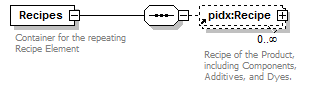 Recipes
pidx:Recipe
0..∞
Container for the repeating
Recipe Element
Recipe of the Product,
including Components,
Additives, and Dyes.